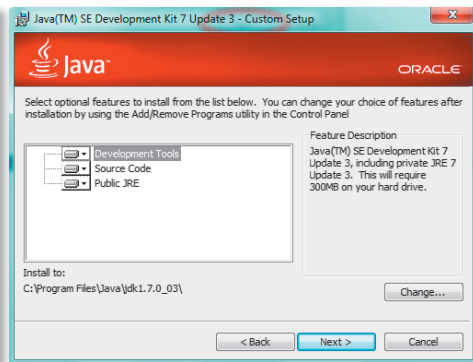 Java(TM) SE Development Kit 7 Update 3 - Custom Setup
Java™
ORACLE
Select optional features to install from the list below. You can change your choice of features after
installation by using the Add/Remove Programs utility in the Control Panel
Development Tools
Source Code
Public JRE
Feature Description
Java(TM) SE Development Kit 7
Update 3, including private JRE 7
Update 3. This will require
300MB on your hard drive.
Install to:
C:\Program Files\Java\jdk1.7.0_03\
Change...
< Back
Next >
Cancel